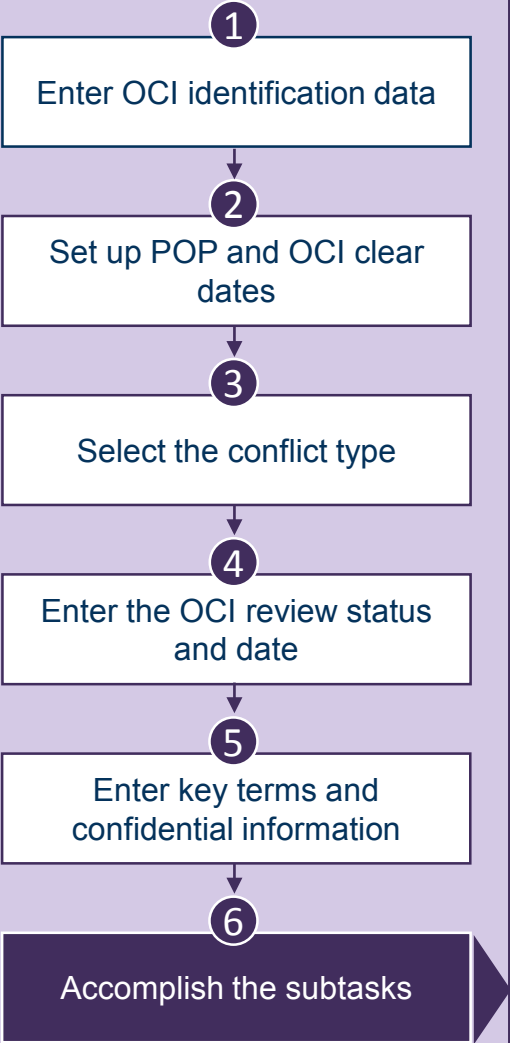 1
Enter OCI identification data
2
Set up POP and OCI clear
dates
3
Select the conflict type
4
Enter the OCI review status
and date
5
Enter key terms and
confidential information
6
Accomplish the subtasks